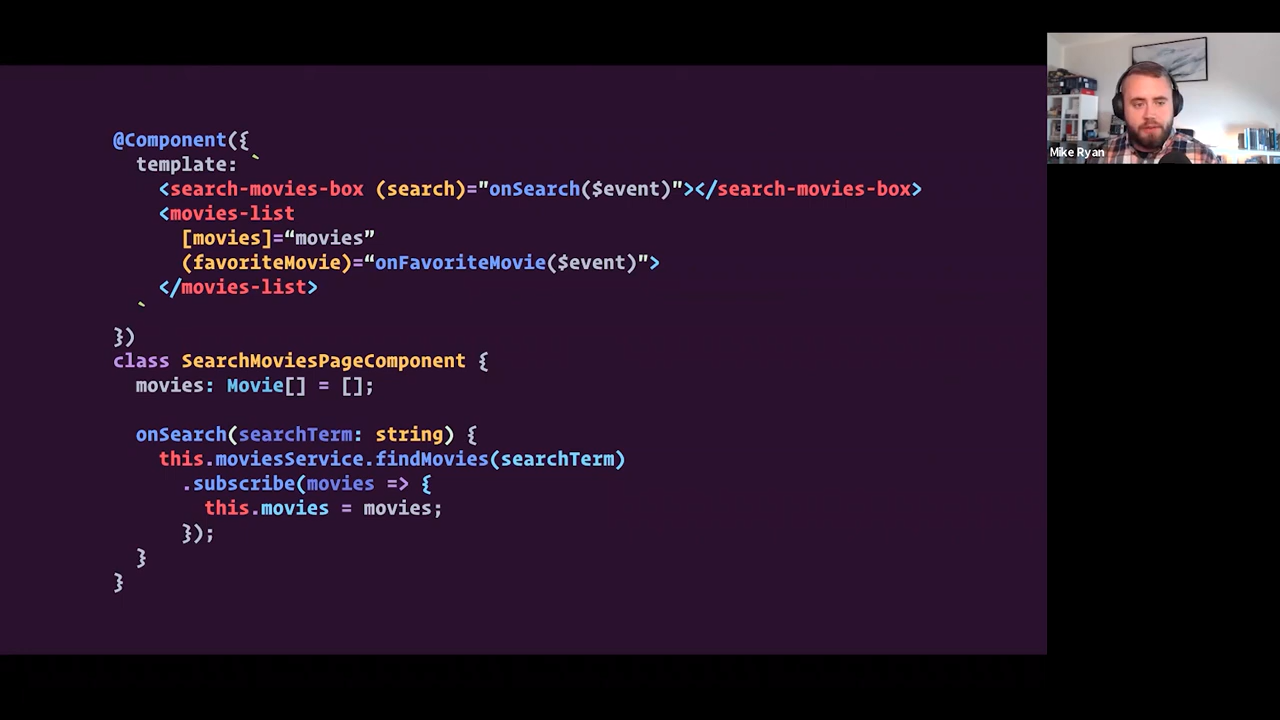 @Component({
  template: `
    <search-movies-box (search)="onSearch($event)"></search-movies-box>
    <movies-list
      [movies]=“movies”
      (favoriteMovie)=“onFavoriteMovie($event)">
    </movies-list>
  `
})
class SearchMoviesPageComponent {
  movies: Movie[] = [];

  onSearch(searchTerm: string) {
    this.moviesService.findMovies(searchTerm)
      .subscribe(movies => {
        this.movies = movies;
      });
  }
}
Mike Ryan